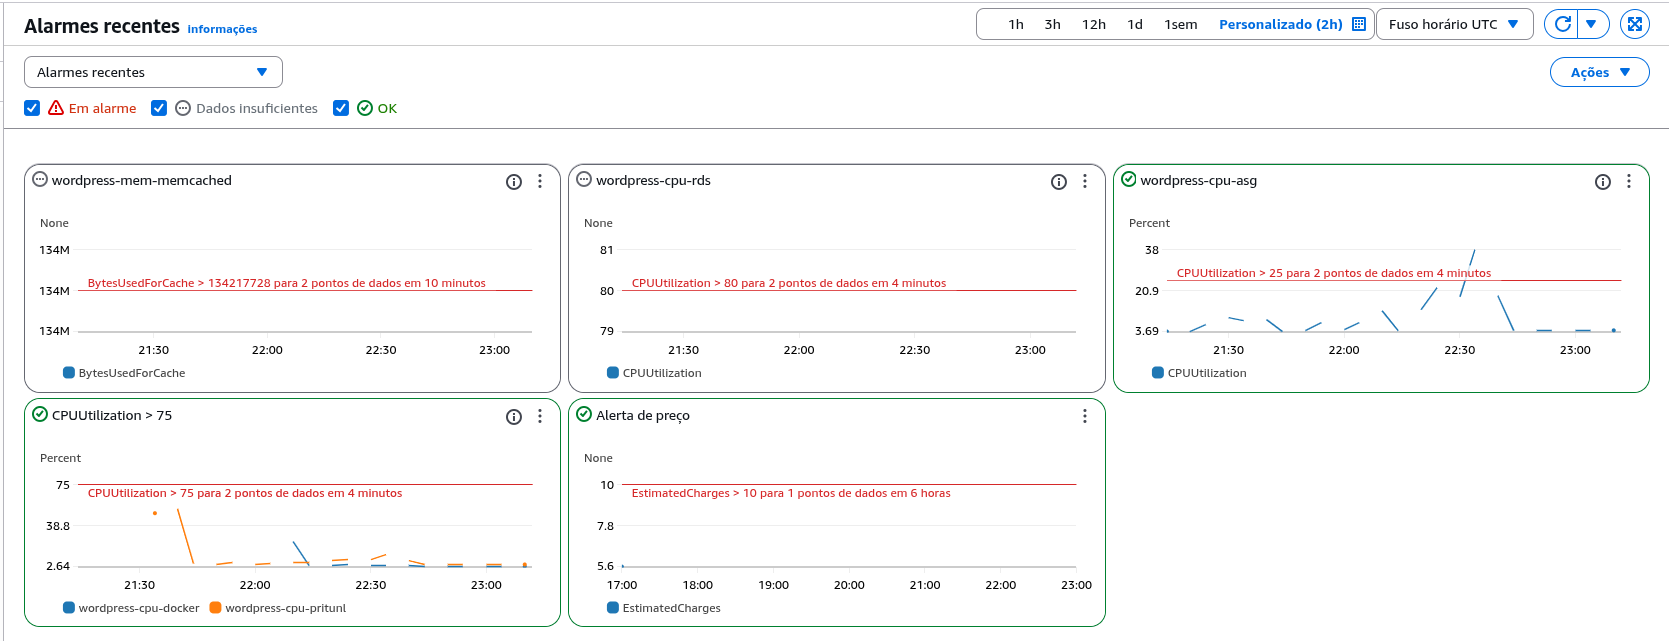 Alarmes recentes Informações
1h 3h 12h 1d 1sem Personalizado (2h) Fuso horário UTC
Alarmes recentes
Ações
Em alarme Dados insuficientes OK
wordpress-mem-memcached
None
134M
BytesUsedForCache > 134217728 para 2 pontos de dados em 10 minutos
134M
134M
21:30 22:00 22:30 23:00
BytesUsedForCache
wordpress-cpu-rds
None
81
CPUUtilization > 80 para 2 pontos de dados em 4 minutos
80
79
21:30 22:00 22:30 23:00
CPUUtilization
wordpress-cpu-asg
Percent
38
CPUUtilization > 25 para 2 pontos de dados em 4 minutos
20.9
3.69
21:30 22:00 22:30 23:00
CPUUtilization
CPUUtilization > 75
Percent
75
CPUUtilization > 75 para 2 pontos de dados em 4 minutos
38.8
2.64
21:30 22:00 22:30 23:00
wordpress-cpu-docker wordpress-cpu-pritunl
Alerta de preço
None
10
EstimatedCharges > 10 para 1 pontos de dados em 6 horas
7.8
5.6
17:00 18:00 19:00 20:00 21:00 22:00 23:00
EstimatedCharges